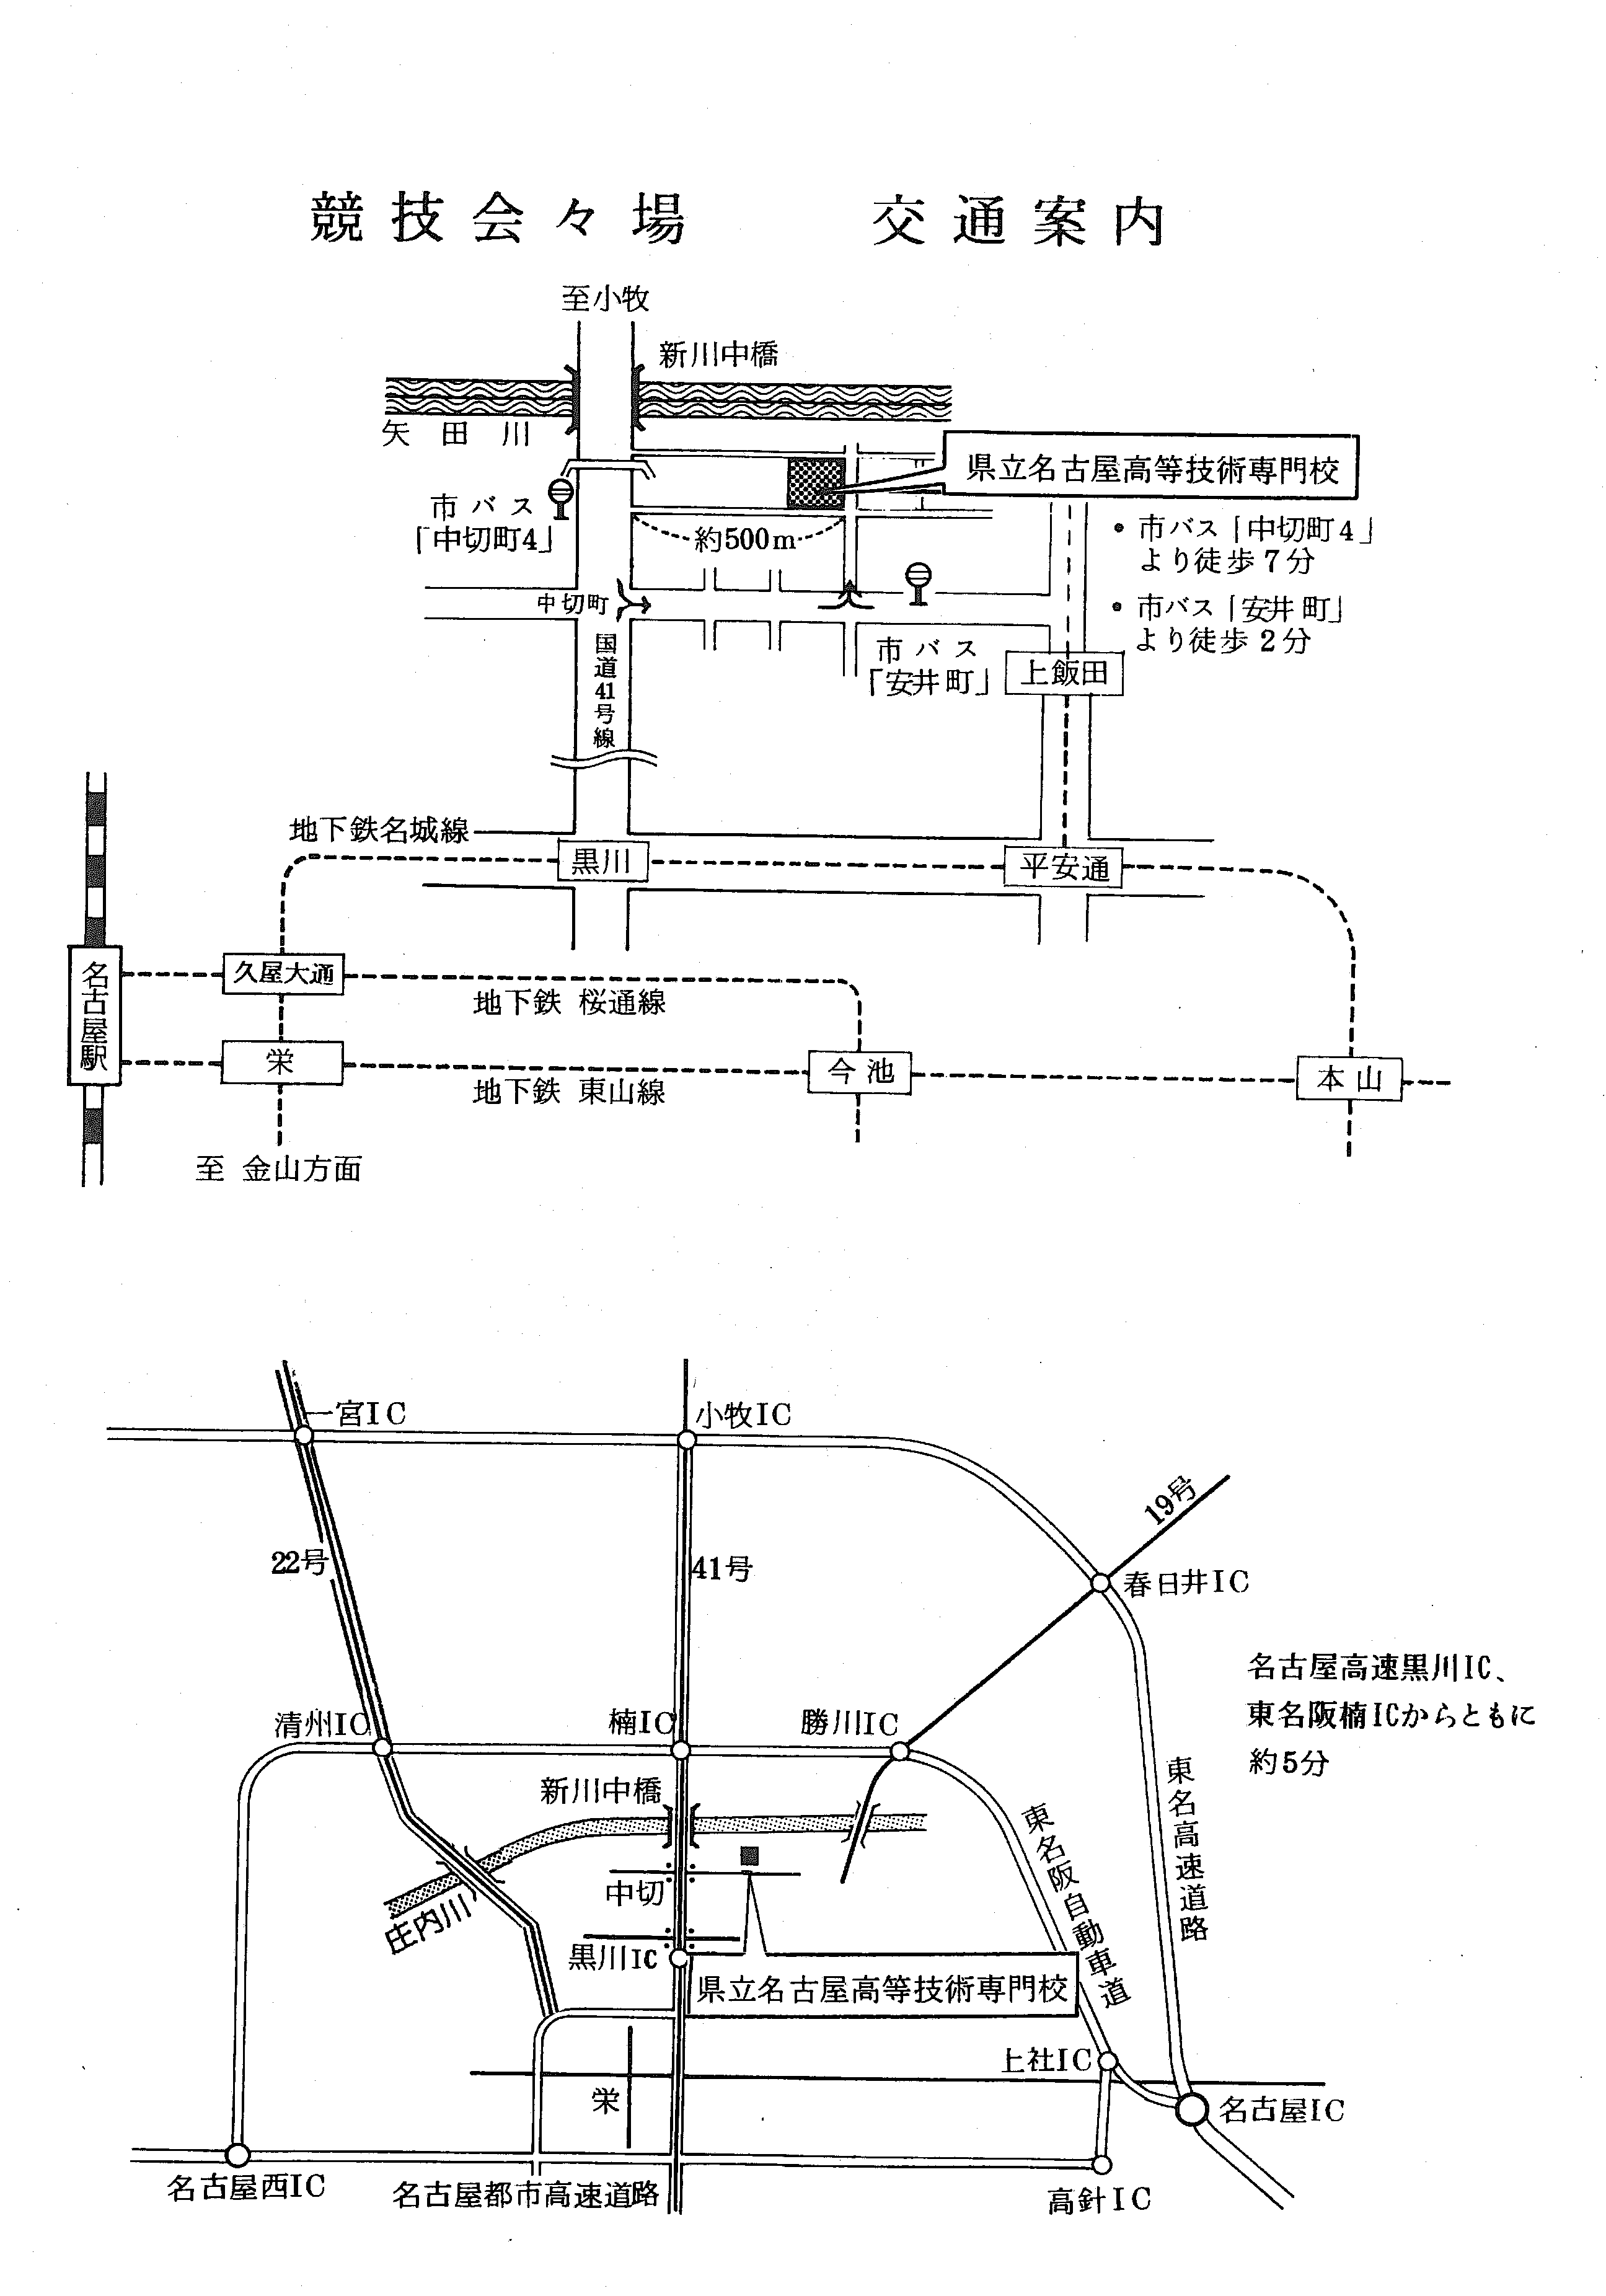 競技会々場　交通案内
至小牧
新川中橋
矢田川
県立名古屋高等技術専門校
市バス
「中切町4」
約500m
• 市バス「中切町4」
より徒歩7分
• 市バス「安井町」
より徒歩2分
中切町
国道41号線
市バス
「安井町」
上飯田
地下鉄名城線
黒川
平安通
名古屋駅
久屋大通
地下鉄 桜通線
栄
地下鉄 東山線
今池
本山
至 金山方面
一宮IC
小牧IC
19号
22号
41号
春日井IC
名古屋高速黒川IC、
東名阪楠ICからともに
約5分
清州IC
楠IC
勝川IC
新川中橋
東名高速道路
東名阪自動車道
中切
庄内川
黒川IC
県立名古屋高等技術専門校
上社IC
栄
名古屋IC
名古屋西IC
名古屋都市高速道路
高針IC